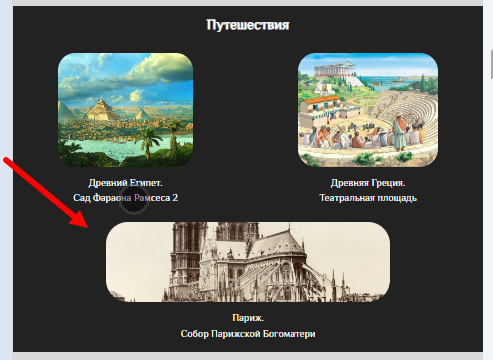 Путешествия
Древний Египет.
Сад Фараона Рамсеса 2
Древняя Греция.
Театральная площадь
Париж.
Собор Парижской Богоматери